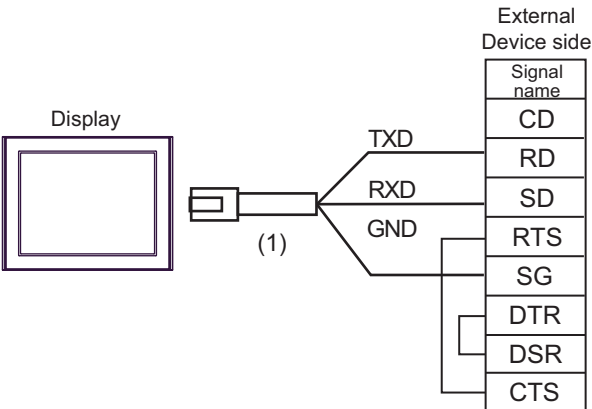 External
Device side
Signal
name
Display
CD
TXD
RD
RXD
SD
GND
RTS
(1)
SG
DTR
DSR
CTS